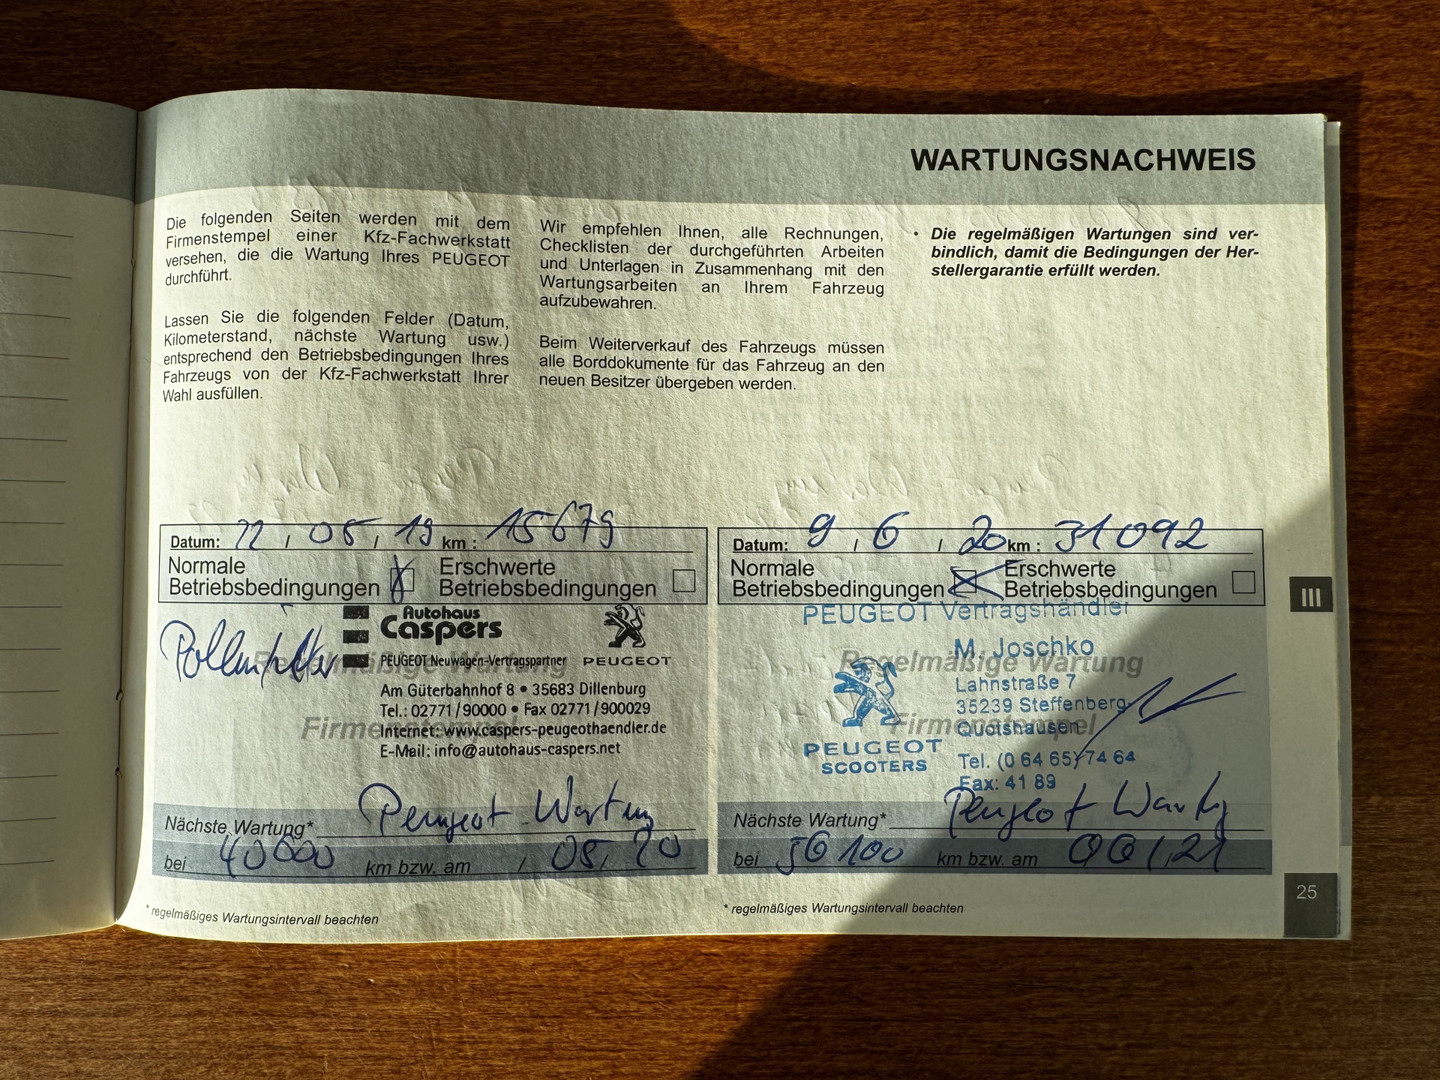 WARTUNGSNACHWEIS
Die folgenden Seiten werden mit dem
Firmenstempel einer Kfz-Fachwerkstatt
versehen, die die Wartung Ihres PEUGEOT
durchführt.
Lassen Sie die folgenden Felder (Datum,
Kilometerstand, nächste Wartung usw.)
entsprechend den Betriebsbedingungen Ihres
Fahrzeugs von der Kfz-Fachwerkstatt Ihrer
Wahl ausfüllen.
Wir empfehlen Ihnen, alle Rechnungen,
Checklisten der durchgeführten Arbeiten
und Unterlagen in Zusammenhang mit den
Wartungsarbeiten an Ihrem Fahrzeug
aufzubewahren.
Beim Weiterverkauf des Fahrzeugs müssen
alle Borddokumente für das Fahrzeug an den
neuen Besitzer übergeben werden.
• Die regelmäßigen Wartungen sind ver-
bindlich, damit die Bedingungen der Her-
stellergarantie erfüllt werden.
Datum: / 05 / 19 km : 15679
Normale
Betriebsbedingungen
Erschwerte
Betriebsbedingungen
Autohaus
Caspers
PEUGEOT Neuwagen-Vertragspartner
PEUGEOT
Pollenfilter
Regelmäßige Wartung
Am Güterbahnhof 8 • 35683 Dillenburg
Tel.: 02771/90000 • Fax 02771/900029
Firmenstempel
Internet: www.caspers-peugeothaendler.de
E-Mail: info@autohaus-caspers.net
Nächste Wartung* Peugeot Wartung
bei 40000 km bzw. am / 05/20
* regelmäßiges Wartungsintervall beachten
Datum: 9 / 6 / 20 km : 31092
Normale
Betriebsbedingungen
Erschwerte
Betriebsbedingungen
PEUGEOT Vertragshändler
M. Joschko
Regelmäßige Wartung
Lahnstraße 7
35239 Steffenberg
Firmenstempel
Quotshausen
PEUGEOT
SCOOTERS
Tel. (0 64 65) 74 64
Fax: 41 89
Nächste Wartung* Peugeot Wartung
bei 56100 km bzw. am 06/21
* regelmäßiges Wartungsintervall beachten
III
25